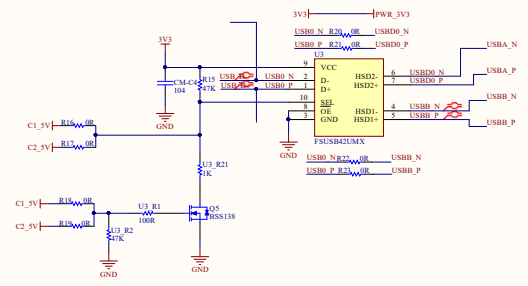 3V3 PWR_3V3
USB0_N R20 0R USBD0_N
USB0_P R21 0R USBD0_P
3V3
U3
R15
47K
CM-C4
104
GND
USB0_N
USB0_P
9 VCC
2 D-
1 D+
10 SEL
8 OE
3 GND
HSD2- 6 USBD0_N USBA_N
HSD2+ 7 USBD0_P USBA_P
HSD1- 4 USBB_N USBB_N
HSD1+ 5 USBB_P USBB_P
FSUSB42UMX
GND
C1_5V R16 0R
C2_5V R17 0R
USB0_N R22 0R USBB_N
USB0_P R23 0R USBB_P
U3_R21
1K
C1_5V R18 0R
C2_5V R19 0R
U3_R1
100R
Q5
BSS138
U3_R2
47K
GND
GND